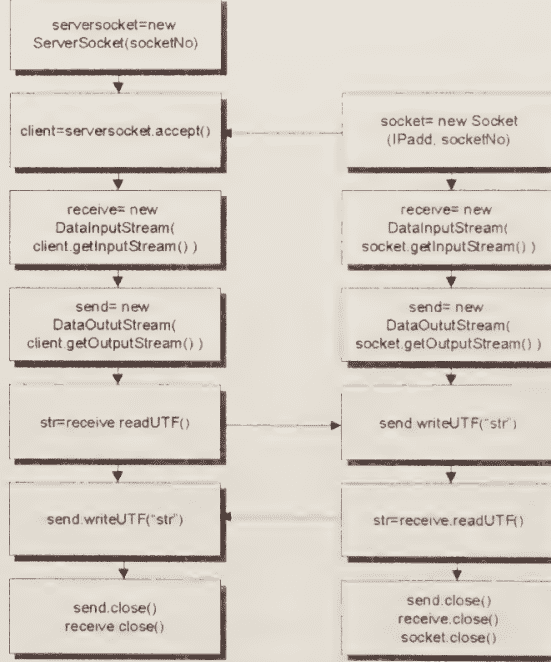 serversocket=new
ServerSocket(socketNo)
client=serversocket.accept()
receive= new
DataInputStream(
client.getInputStream() )
send= new
DataOututStream(
client.getOutputStream() )
str=receive.readUTF()
send.writeUTF("str")
send.close()
receive.close()
socket= new Socket
(IPadd, socketNo)
receive= new
DataInputStream(
socket.getInputStream() )
send= new
DataOututStream(
socket.getOutputStream() )
send.writeUTF("str")
str=receive.readUTF()
send.close()
receive.close()
socket.close()